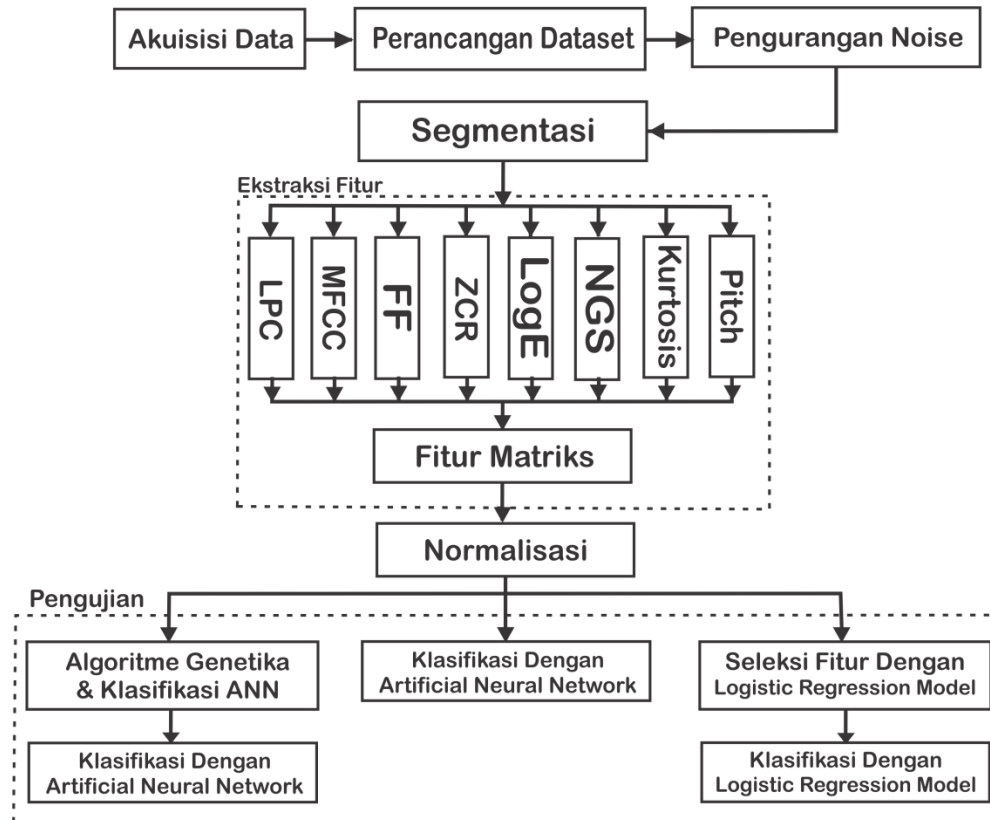 Akuisisi Data
Perancangan Dataset
Pengurangan Noise
Segmentasi
Ekstraksi Fitur
LPC
MFCC
FF
ZCR
LogE
NGS
Kurtosis
Pitch
Fitur Matriks
Normalisasi
Pengujian
Algoritme Genetika
& Klasifikasi ANN
Klasifikasi Dengan
Artificial Neural Network
Seleksi Fitur Dengan
Logistic Regression Model
Klasifikasi Dengan
Artificial Neural Network
Klasifikasi Dengan
Logistic Regression Model